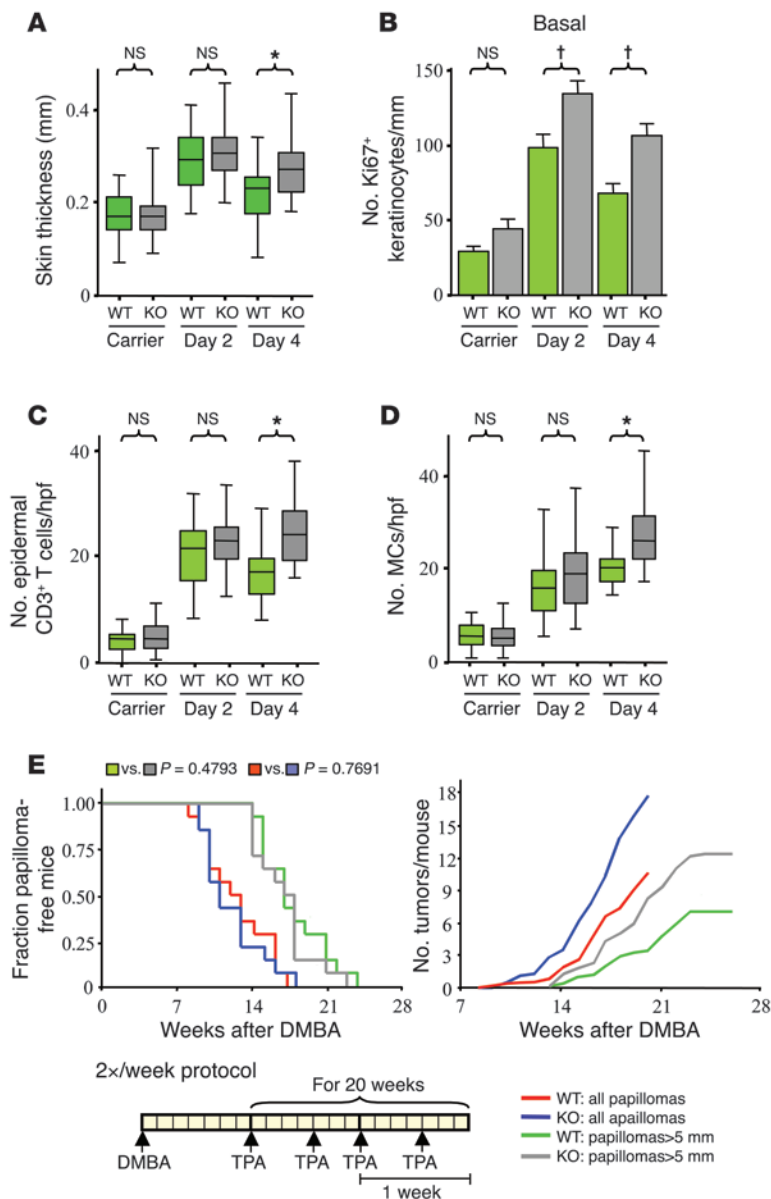 A
NS
NS
*
Skin thickness (mm)
0.4
0.2
0
WT KO WT KO WT KO
Carrier Day 2 Day 4
B
Basal
NS
†
†
No. Ki67+
keratinocytes/mm
150
100
50
0
WT KO WT KO WT KO
Carrier Day 2 Day 4
C
NS
NS
*
No. epidermal
CD3+ T cells/hpf
40
20
0
WT KO WT KO WT KO
Carrier Day 2 Day 4
D
NS
NS
*
No. MCs/hpf
40
20
0
WT KO WT KO WT KO
Carrier Day 2 Day 4
E
vs. P = 0.4793 vs. P = 0.7691
Fraction papilloma-
free mice
1.00
0.75
0.50
0.25
0
0 7 14 21 28
Weeks after DMBA
No. tumors/mouse
18
15
12
9
6
3
0
7 14 21 28
Weeks after DMBA
2×/week protocol
For 20 weeks
DMBA TPA TPA TPA TPA
1 week
WT: all papillomas
KO: all apaillomas
WT: papillomas>5 mm
KO: papillomas>5 mm